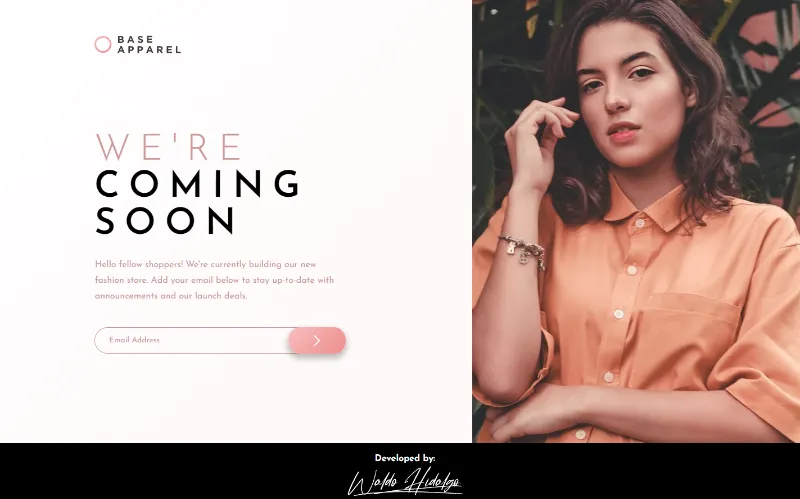 BASE
APPAREL
WE'RE
COMING
SOON
Hello fellow shoppers! We're currently building our new
fashion store. Add your email below to stay up-to-date with
announcements and our launch deals.
Email Address
Developed by:
Waldo Hidalgo